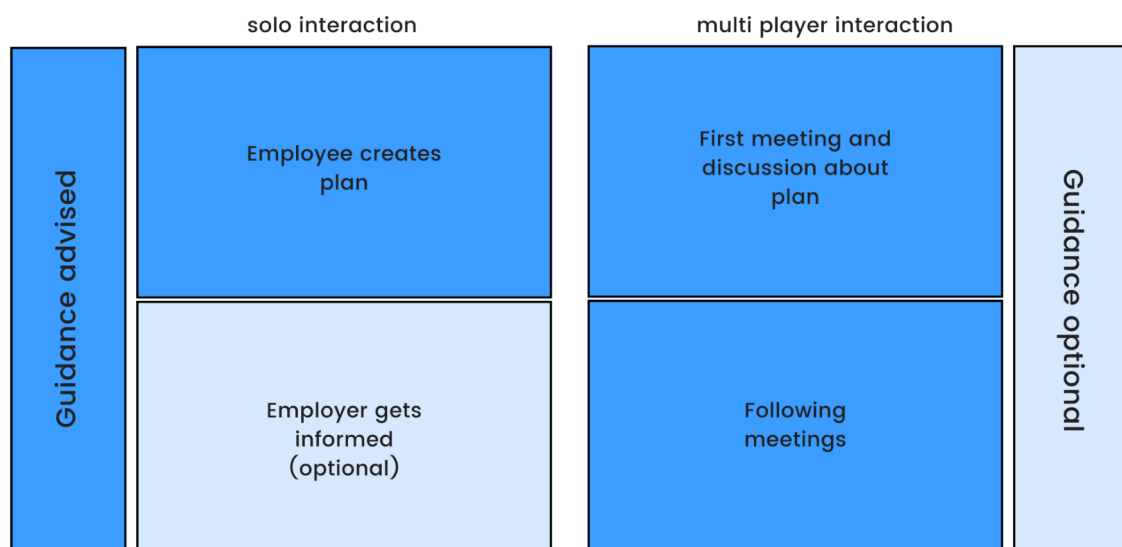 solo interaction
multi player interaction
Guidance advised
Employee creates
plan
First meeting and
discussion about
plan
Guidance optional
Employer gets
informed
(optional)
Following
meetings